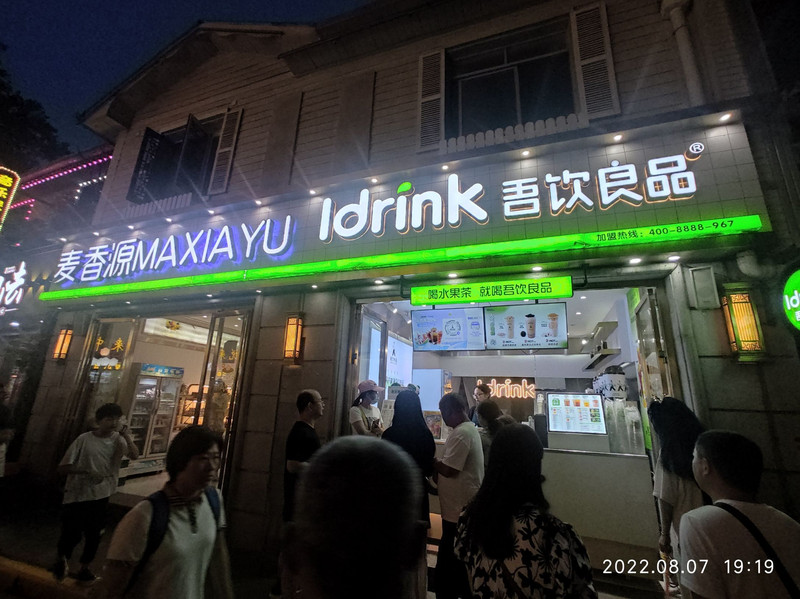 麦香源MAXIAYU
Idrink 吾饮良品®
加盟热线：400-8888-967
喝水果茶 就喝吾饮良品
Idrink
2022.08.07 19:19